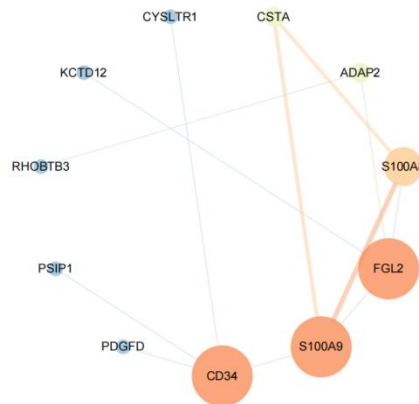 CYSLTR1
CSTA
KCTD12
ADAP2
RHOBTB3
FGL2
PSIP1
S100A9
PDGFD
CD34